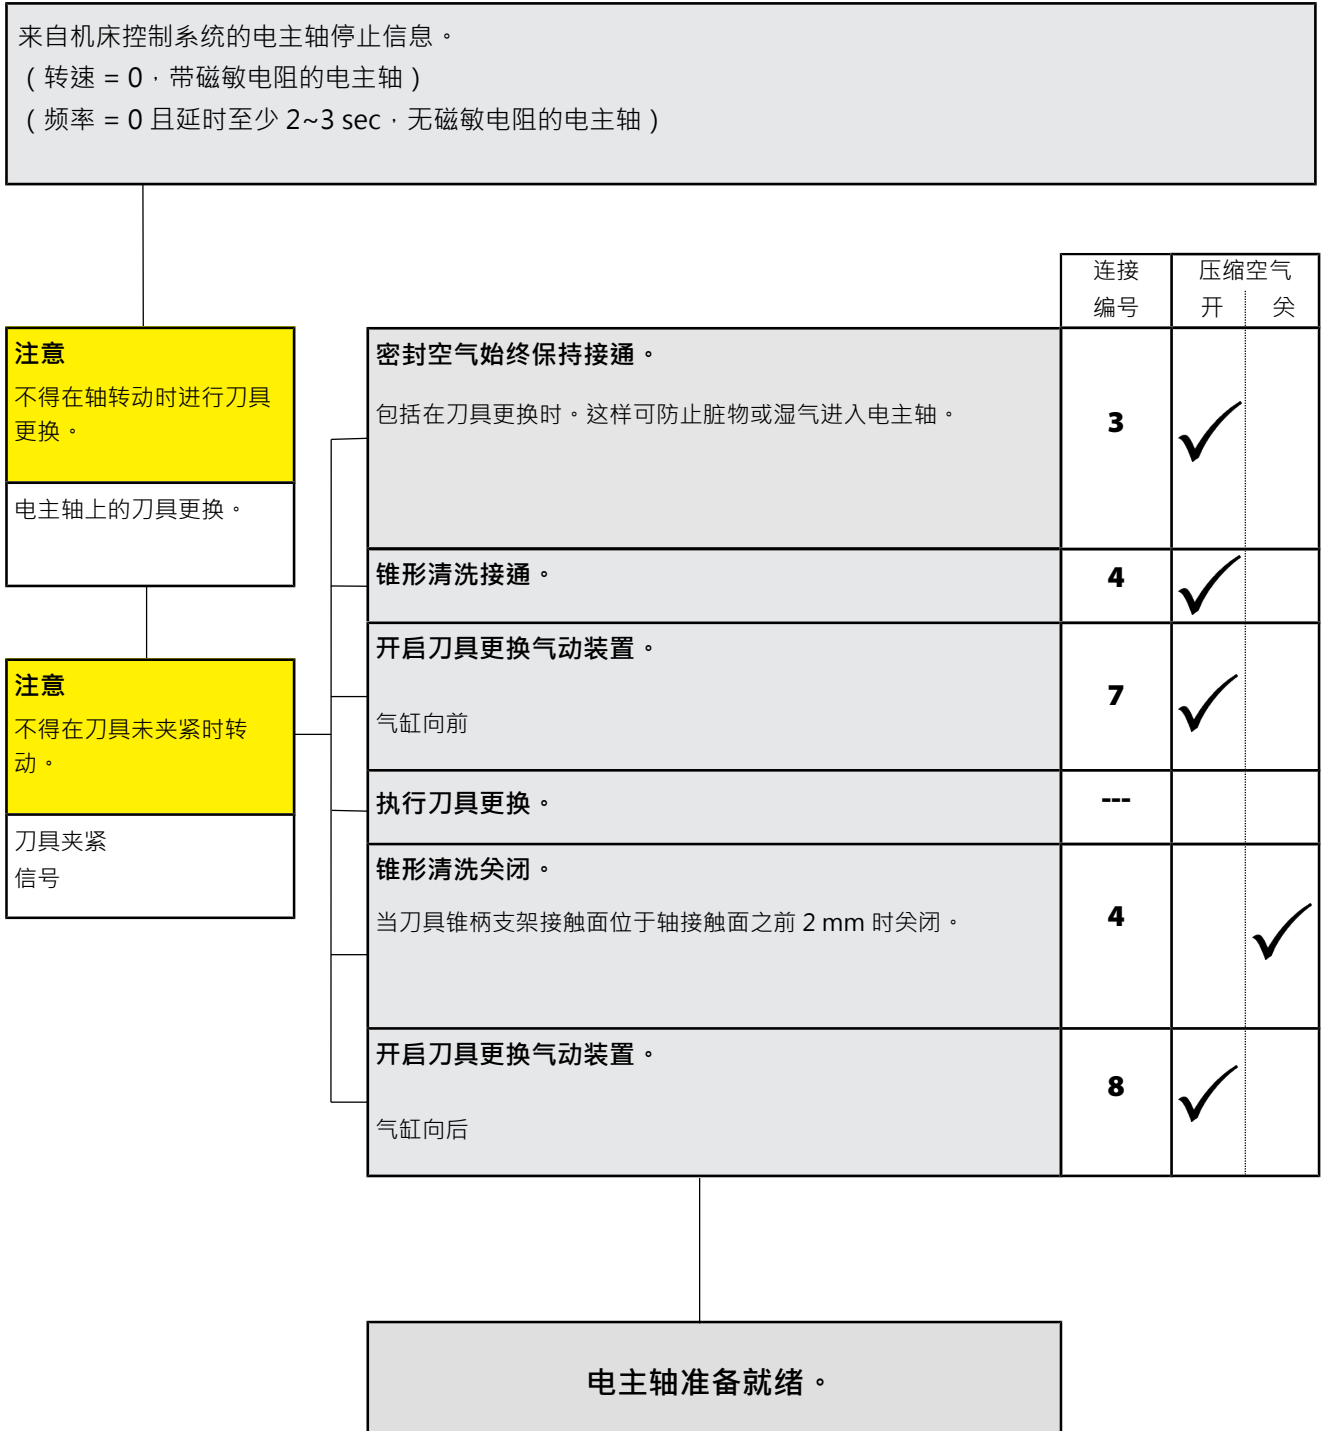 来自机床控制系统的电主轴停止信息。
（转速 = 0，带磁敏电阻的电主轴）
（频率 = 0 且延时至少 2~3 sec，无磁敏电阻的电主轴）
连接 压缩空气
编号 开 关
注意
不得在轴转动时进行刀具
更换。
电主轴上的刀具更换。
注意
不得在刀具未夹紧时转
动。
刀具夹紧
信号
密封空气始终保持接通。
包括在刀具更换时。这样可防止脏物或湿气进入电主轴。
3
锥形清洗接通。
4
开启刀具更换气动装置。
7
气缸向前
执行刀具更换。
---
锥形清洗关闭。
当刀具锥柄支架接触面位于轴接触面之前 2 mm 时关闭。
4
开启刀具更换气动装置。
8
气缸向后
电主轴准备就绪。